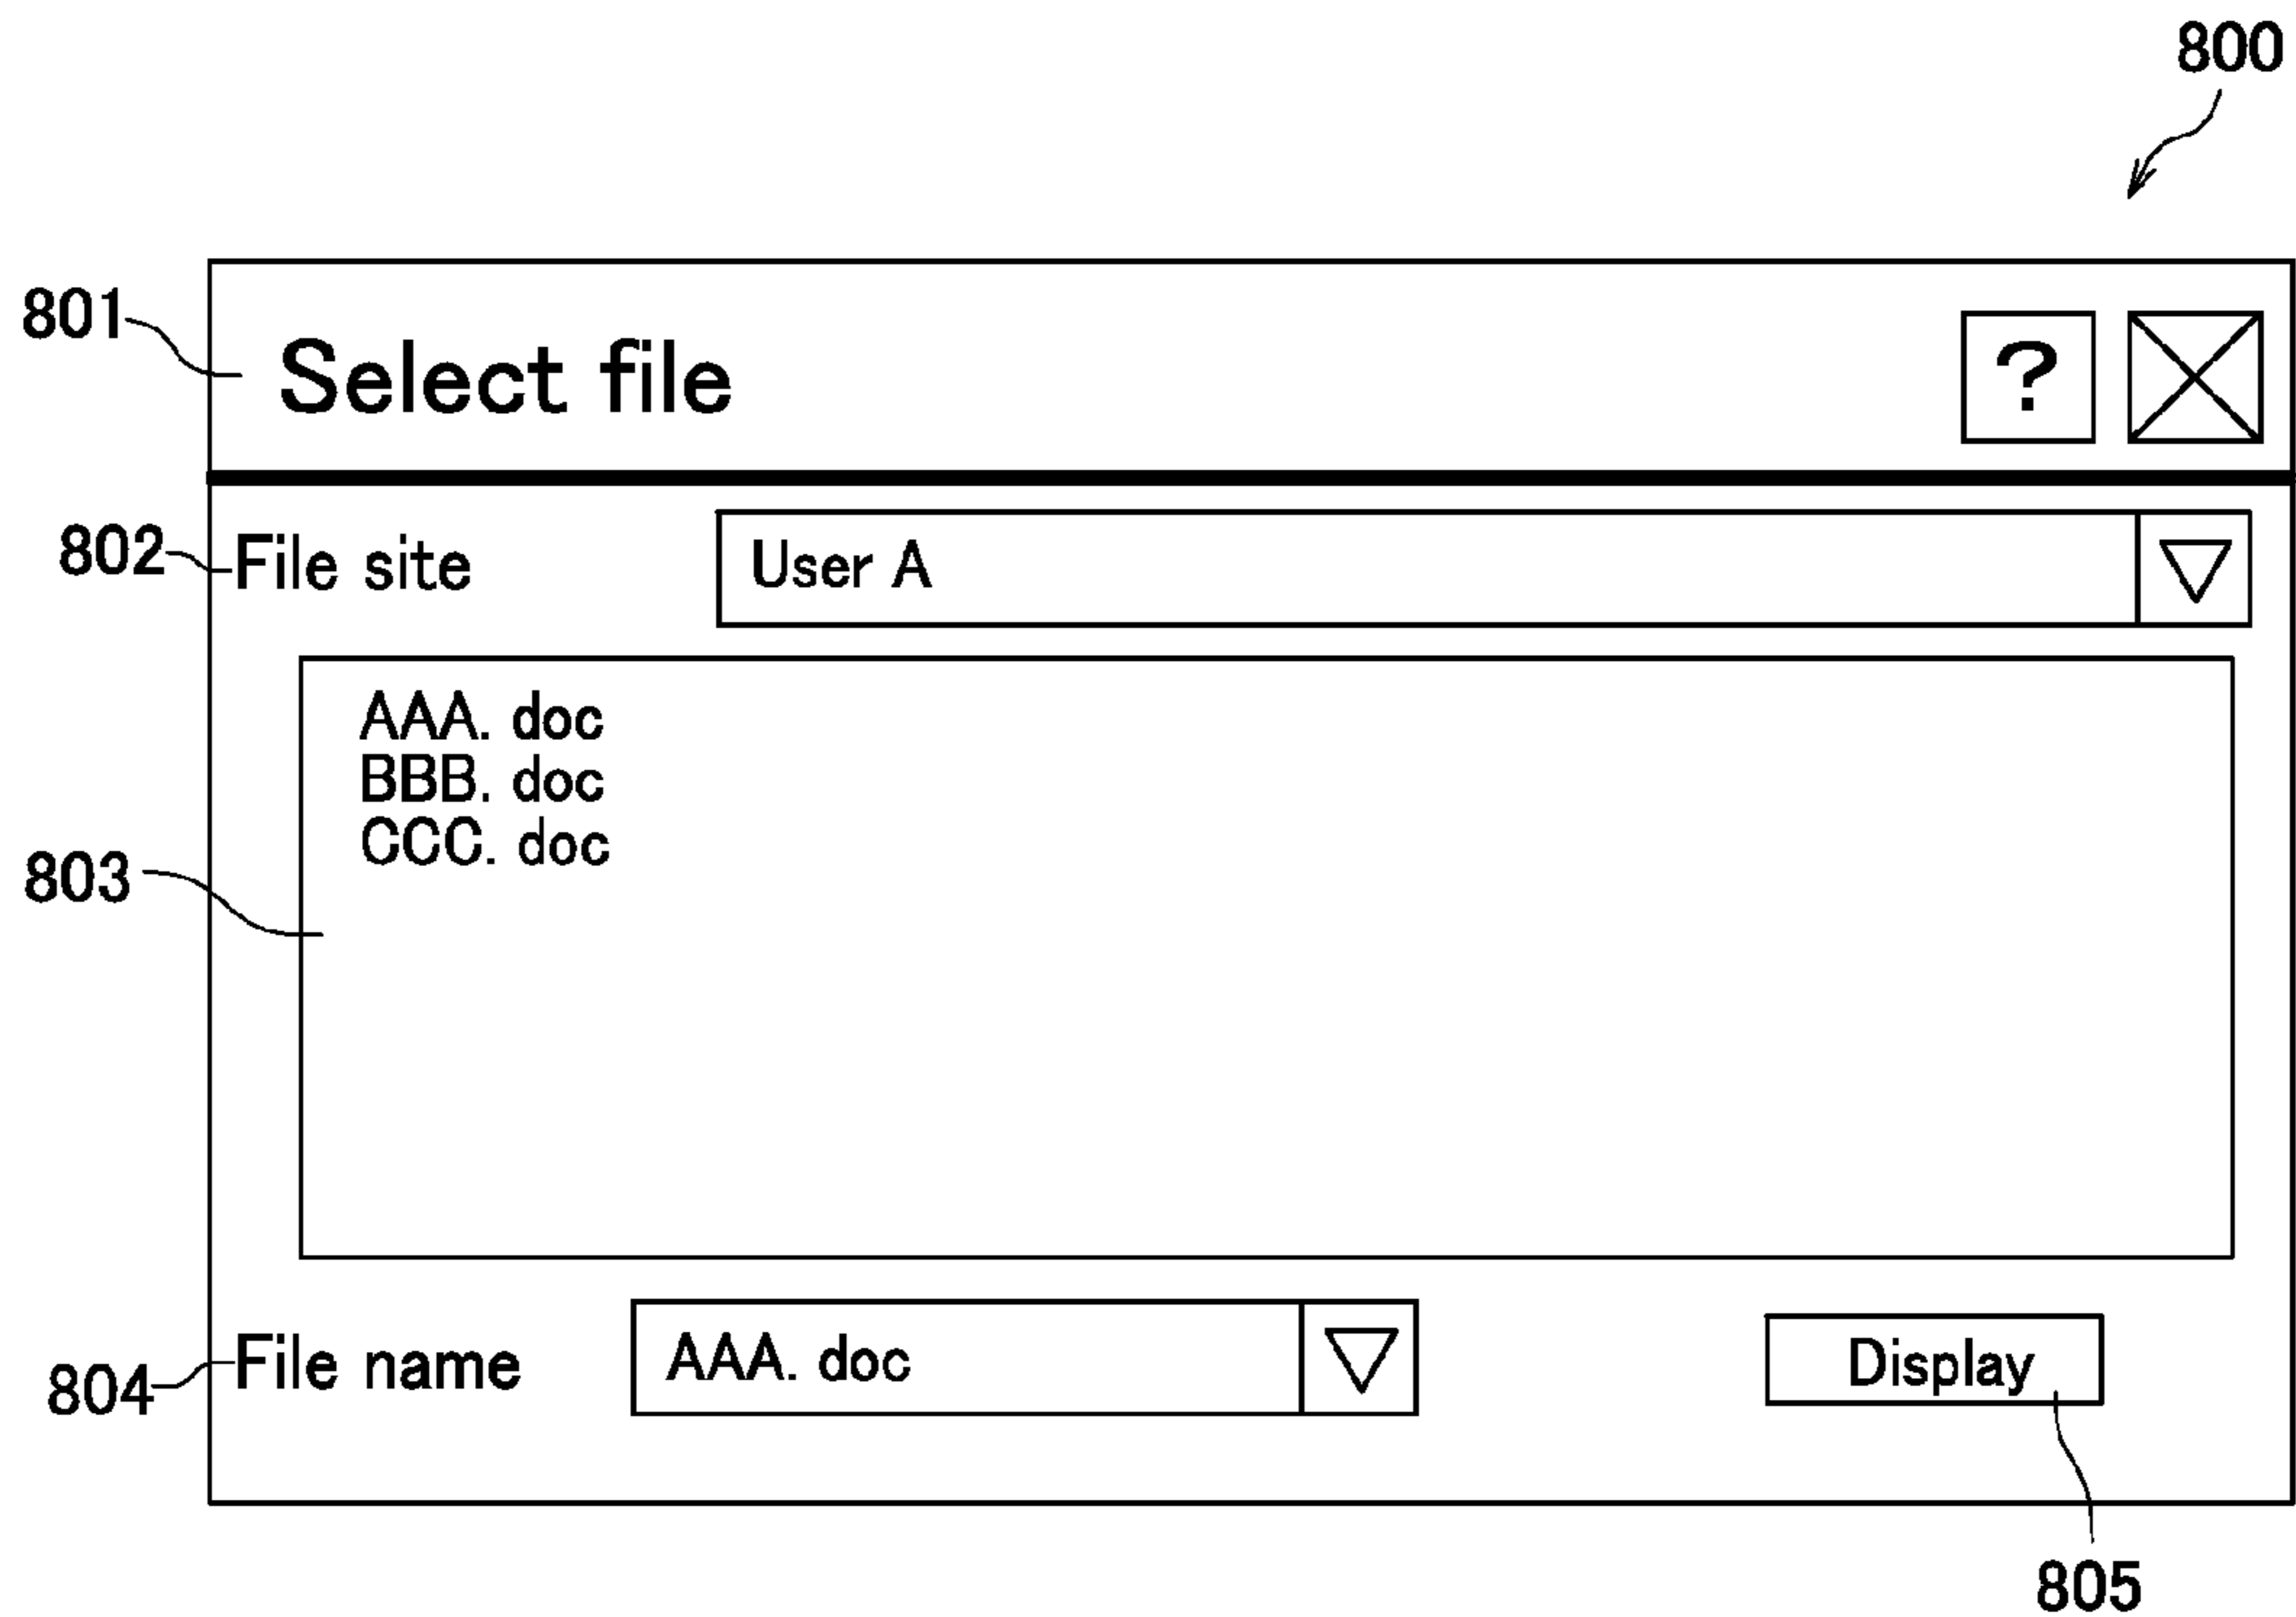 800
801
Select file
?
802
File site
User A
AAA. doc
BBB. doc
CCC. doc
803
File name
AAA. doc
Display
804
805